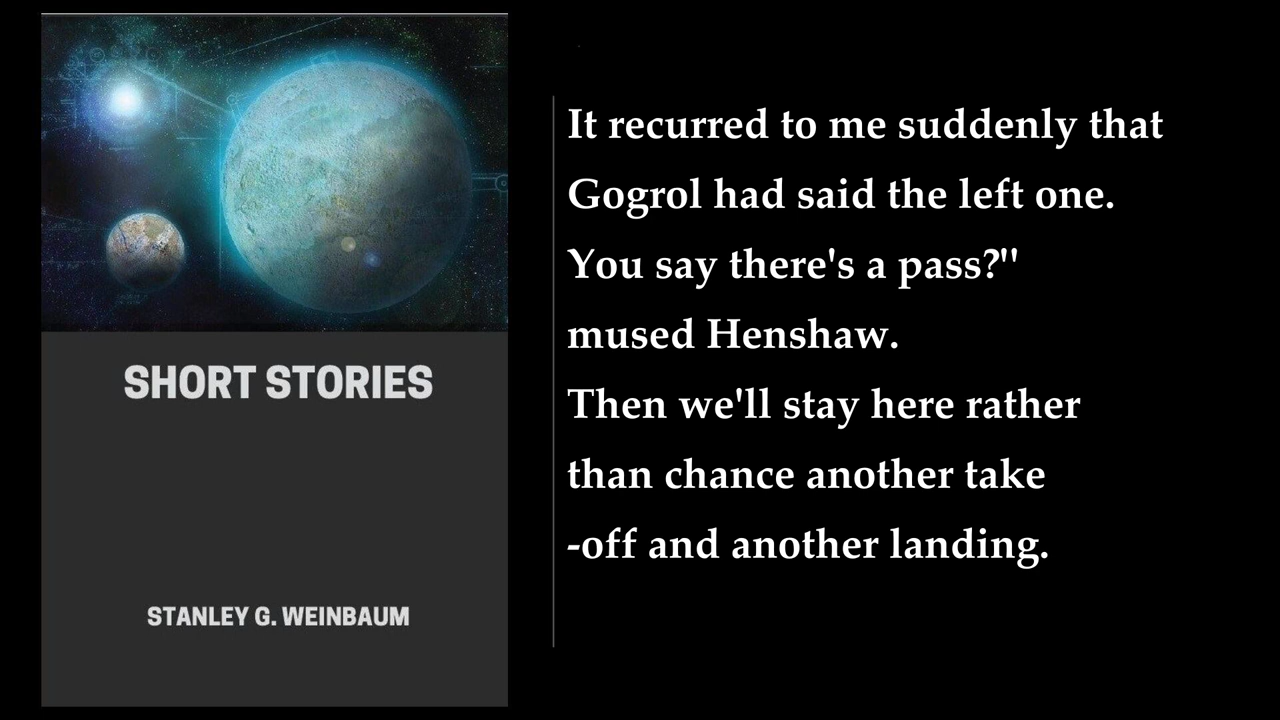 SHORT STORIES
STANLEY G. WEINBAUM
It recurred to me suddenly that
Gogrol had said the left one.
You say there's a pass?"
mused Henshaw.
Then we'll stay here rather
than chance another take
-off and another landing.